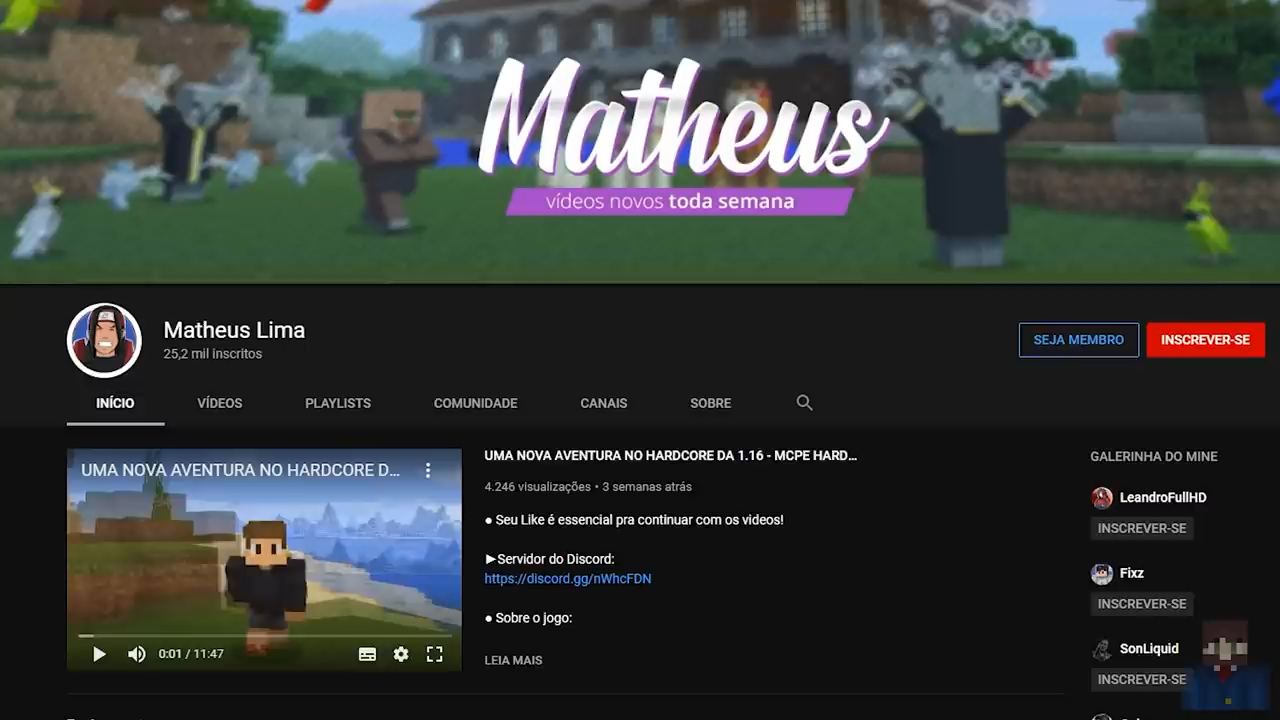 Matheus
vídeos novos toda semana
Matheus Lima
25,2 mil inscritos
SEJA MEMBRO
INSCREVER-SE
INÍCIO
VÍDEOS
PLAYLISTS
COMUNIDADE
CANAIS
SOBRE
UMA NOVA AVENTURA NO HARDCORE D...
0:01 / 11:47
UMA NOVA AVENTURA NO HARDCORE DA 1.16 - MCPE HARD...
4.246 visualizações • 3 semanas atrás
● Seu Like é essencial pra continuar com os videos!
►Servidor do Discord:
https://discord.gg/nWhcFDN
● Sobre o jogo:
LEIA MAIS
GALERINHA DO MINE
LeandroFullHD
INSCREVER-SE
Fixz
INSCREVER-SE
SonLiquid
INSCREVER-SE